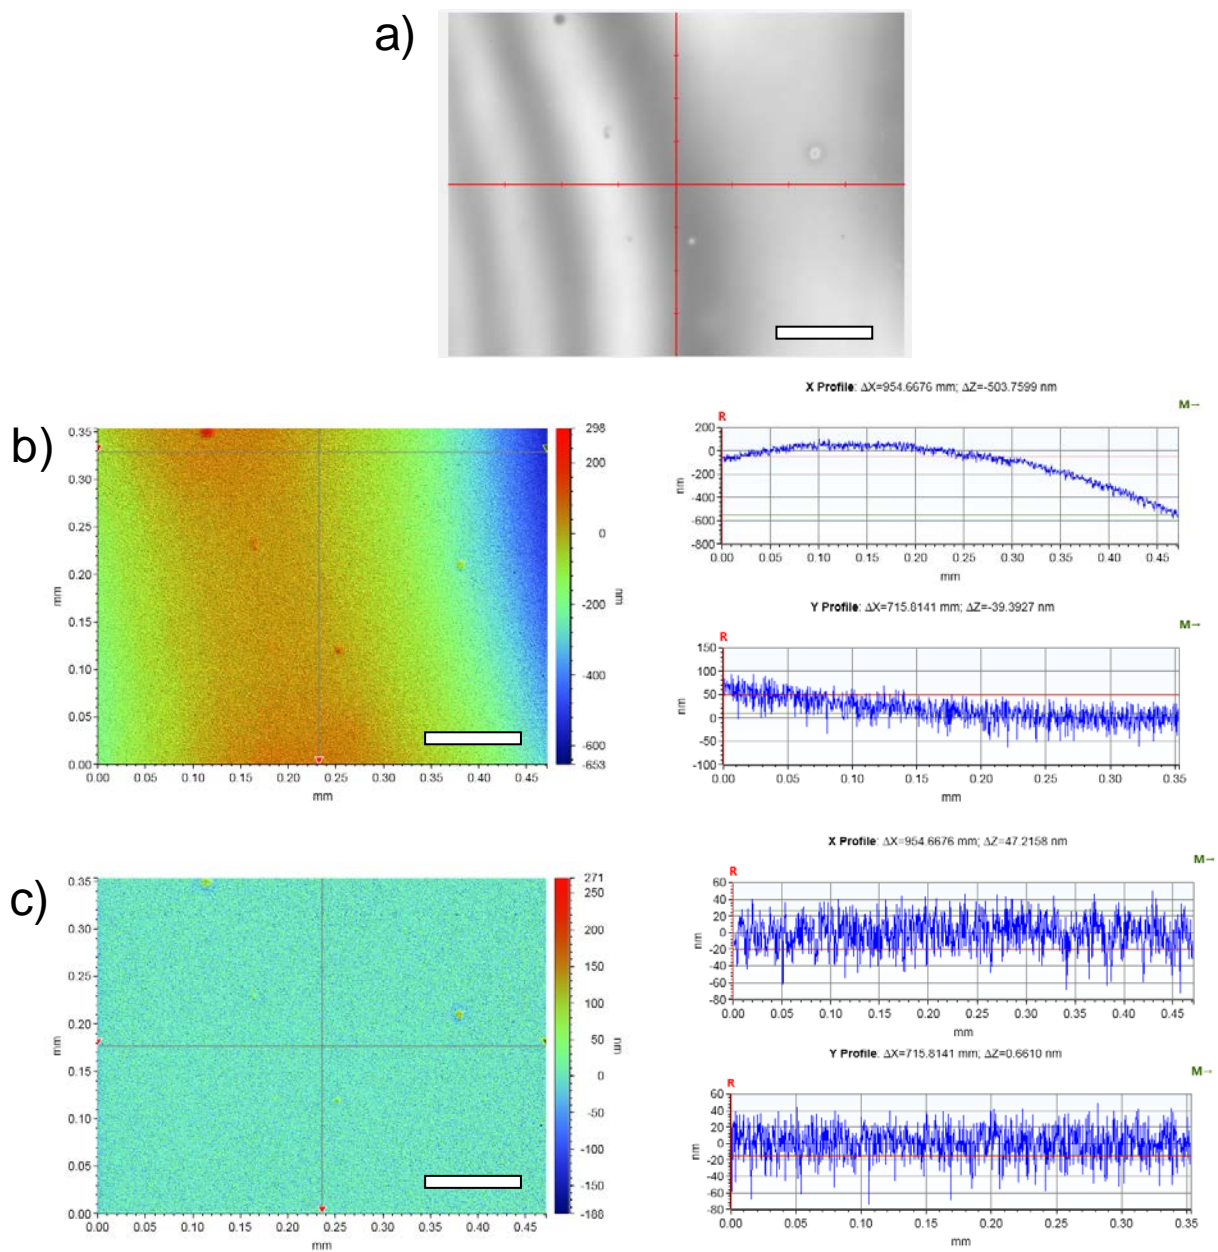 a)
b)
0.35
0.30
0.25
0.20
0.15
0.10
0.05
0.00
mm
0.00 0.05 0.10 0.15 0.20 0.25 0.30 0.35 0.40 0.45
mm
298
200
0
-200
-400
-600
-653
nm
X Profile: ΔX=954.6676 mm; ΔZ=-503.7599 nm
M→
R
200
0
-200
-400
-600
-800
nm
0.00 0.05 0.10 0.15 0.20 0.25 0.30 0.35 0.40 0.45
mm
Y Profile: ΔX=715.8141 mm; ΔZ=-39.3927 nm
M→
R
150
100
50
0
-50
-100
nm
0.00 0.05 0.10 0.15 0.20 0.25 0.30 0.35
mm
c)
0.35
0.30
0.25
0.20
0.15
0.10
0.05
0.00
mm
0.00 0.05 0.10 0.15 0.20 0.25 0.30 0.35 0.40 0.45
mm
271
250
200
150
100
50
0
-50
-100
-150
-188
nm
X Profile: ΔX=954.6676 mm; ΔZ=47.2158 nm
M→
R
60
40
20
0
-20
-40
-60
-80
nm
0.00 0.05 0.10 0.15 0.20 0.25 0.30 0.35 0.40 0.45
mm
Y Profile: ΔX=715.8141 mm; ΔZ=0.6610 nm
M→
R
60
40
20
0
-20
-40
-60
-80
nm
0.00 0.05 0.10 0.15 0.20 0.25 0.30 0.35
mm